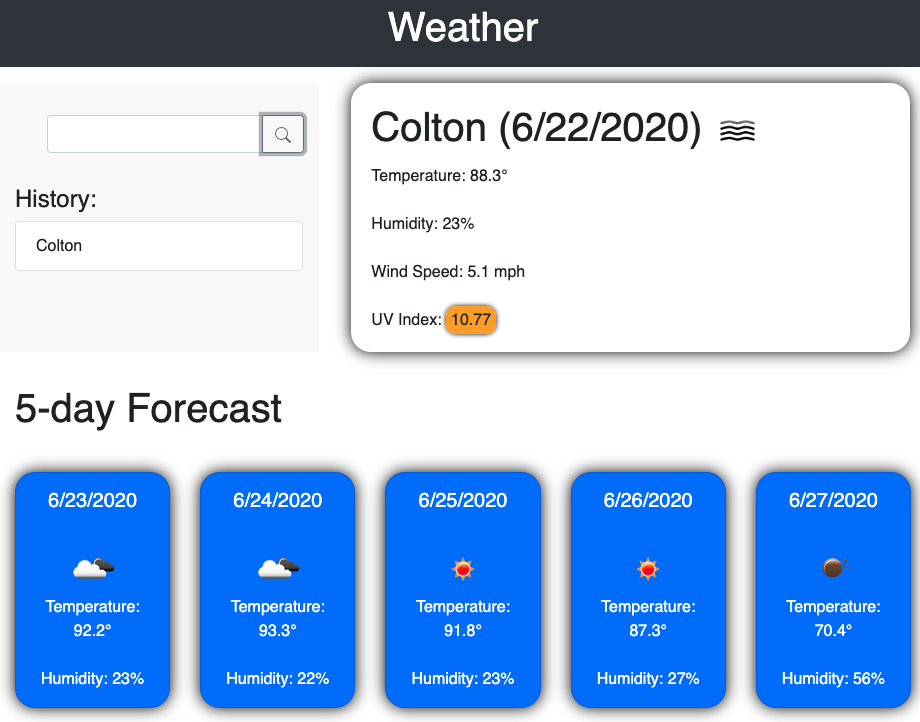 Weather
Colton (6/22/2020)
Temperature: 88.3°
Humidity: 23%
Wind Speed: 5.1 mph
UV Index: 10.77
History:
Colton
5-day Forecast
6/23/2020
Temperature:
92.2°
Humidity: 23%
6/24/2020
Temperature:
93.3°
Humidity: 22%
6/25/2020
Temperature:
91.8°
Humidity: 23%
6/26/2020
Temperature:
87.3°
Humidity: 27%
6/27/2020
Temperature:
70.4°
Humidity: 56%